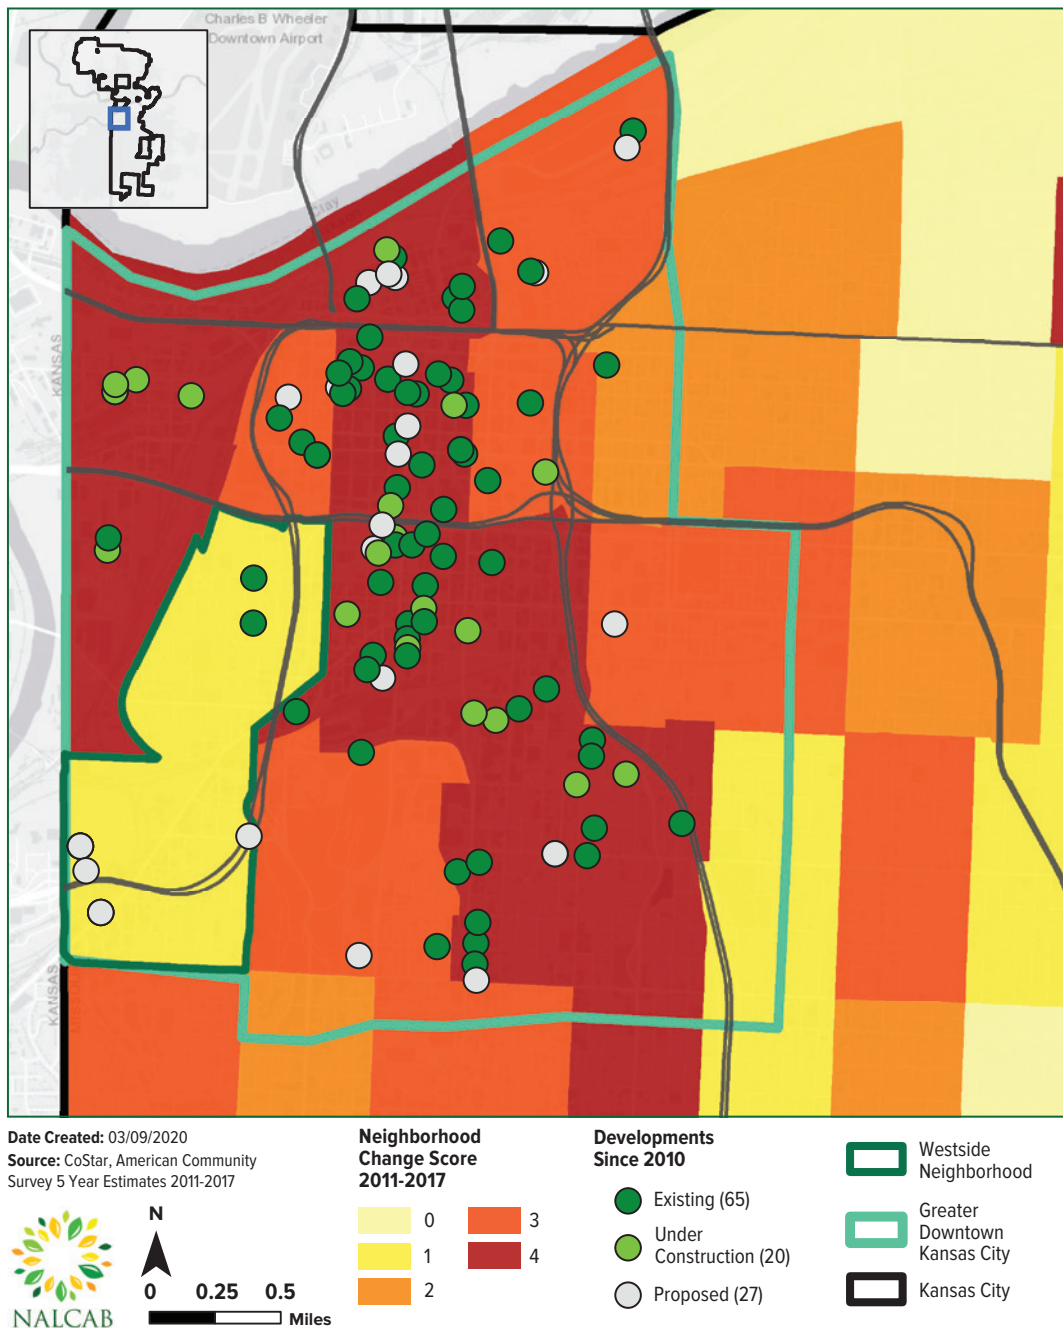 Charles B Wheeler
Downtown Airport
Clay
KANSAS
KANSAS
Date Created: 03/09/2020
Source: CoStar, American Community
Survey 5 Year Estimates 2011-2017
NALCAB
N
0 0.25 0.5
Miles
Neighborhood
Change Score
2011-2017
0
1
2
3
4
Developments
Since 2010
Existing (65)
Under
Construction (20)
Proposed (27)
Westside
Neighborhood
Greater
Downtown
Kansas City
Kansas City